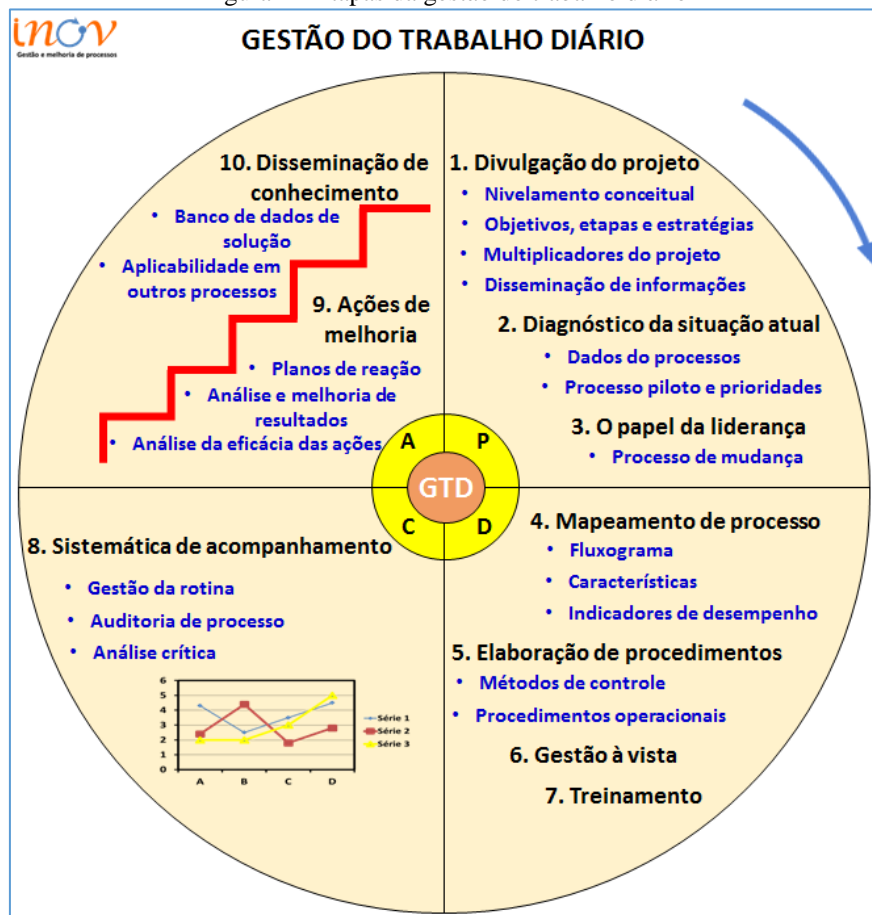 inov
Gestão e melhoria de processos
GESTÃO DO TRABALHO DIÁRIO
1. Divulgação do projeto
• Nivelamento conceitual
• Objetivos, etapas e estratégias
• Multiplicadores do projeto
• Disseminação de informações
2. Diagnóstico da situação atual
• Dados do processos
• Processo piloto e prioridades
3. O papel da liderança
• Processo de mudança
4. Mapeamento de processo
• Fluxograma
• Características
• Indicadores de desempenho
5. Elaboração de procedimentos
• Métodos de controle
• Procedimentos operacionais
6. Gestão à vista
7. Treinamento
8. Sistemática de acompanhamento
• Gestão da rotina
• Auditoria de processo
• Análise crítica
6
5
4
3
2
1
0
A B C D
Série 1
Série 2
Série 3
10. Disseminação de
conhecimento
• Banco de dados de
solução
• Aplicabilidade em
outros processos
9. Ações de
melhoria
• Planos de reação
• Análise e melhoria de
resultados
• Análise da eficácia das ações
A P
GTD
C D